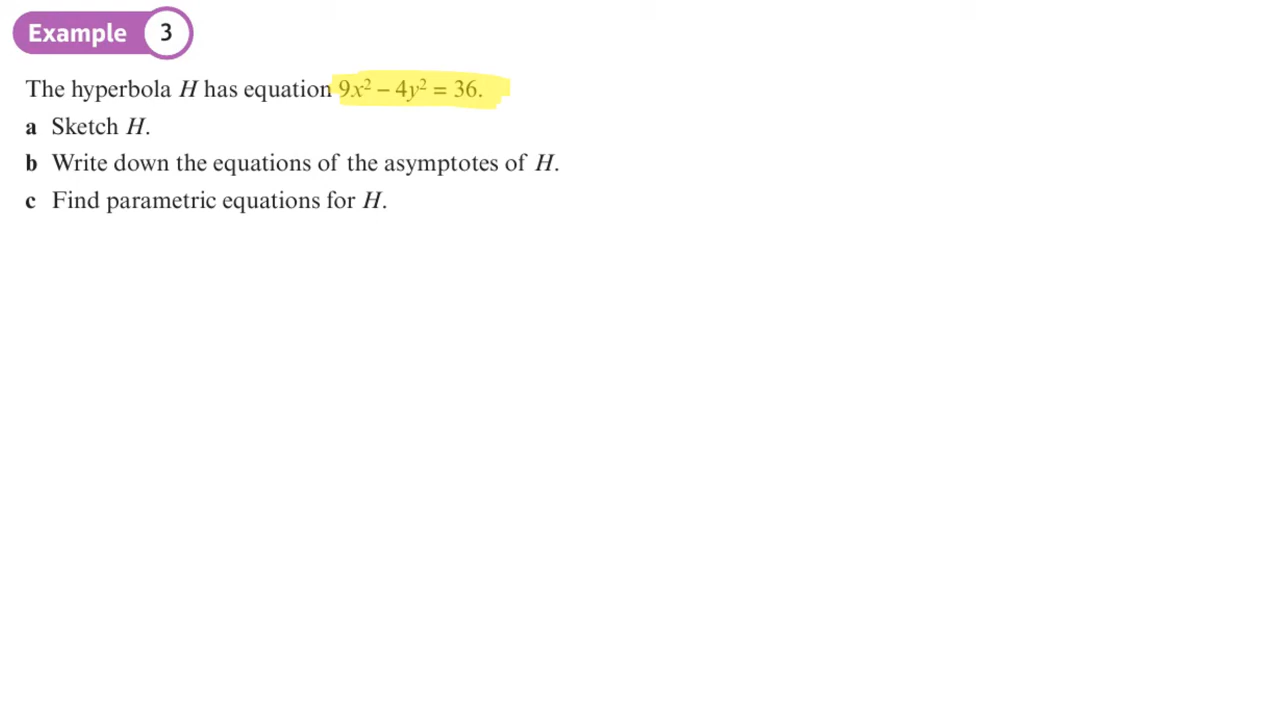 Example 3
The hyperbola H has equation 9x² – 4y² = 36.
a Sketch H.
b Write down the equations of the asymptotes of H.
c Find parametric equations for H.